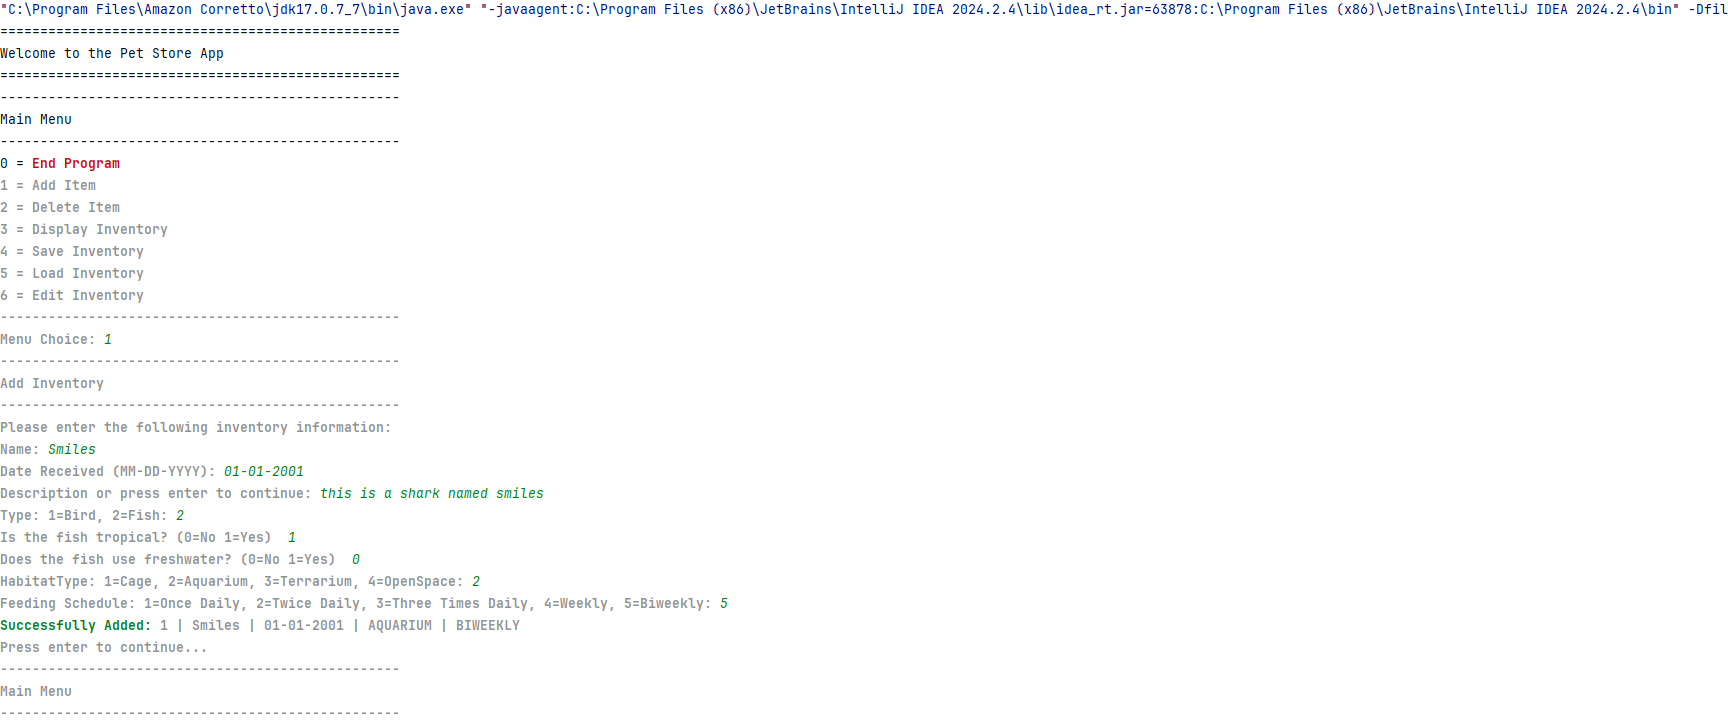 "C:\Program Files\Amazon Corretto\jdk17.0.7_7\bin\java.exe" "-javaagent:C:\Program Files (x86)\JetBrains\IntelliJ IDEA 2024.2.4\lib\idea_rt.jar=63878:C:\Program Files (x86)\JetBrains\IntelliJ IDEA 2024.2.4\bin" -Dfil
==================================================
Welcome to the Pet Store App
==================================================
--------------------------------------------------
Main Menu
--------------------------------------------------
0 = End Program
1 = Add Item
2 = Delete Item
3 = Display Inventory
4 = Save Inventory
5 = Load Inventory
6 = Edit Inventory
--------------------------------------------------
Menu Choice: 1
--------------------------------------------------
Add Inventory
--------------------------------------------------
Please enter the following inventory information:
Name: Smiles
Date Received (MM-DD-YYYY): 01-01-2001
Description or press enter to continue: this is a shark named smiles
Type: 1=Bird, 2=Fish: 2
Is the fish tropical? (0=No 1=Yes)  1
Does the fish use freshwater? (0=No 1=Yes)  0
HabitatType: 1=Cage, 2=Aquarium, 3=Terrarium, 4=OpenSpace: 2
Feeding Schedule: 1=Once Daily, 2=Twice Daily, 3=Three Times Daily, 4=Weekly, 5=Biweekly: 5
Successfully Added: 1 | Smiles | 01-01-2001 | AQUARIUM | BIWEEKLY
Press enter to continue...
--------------------------------------------------
Main Menu
--------------------------------------------------